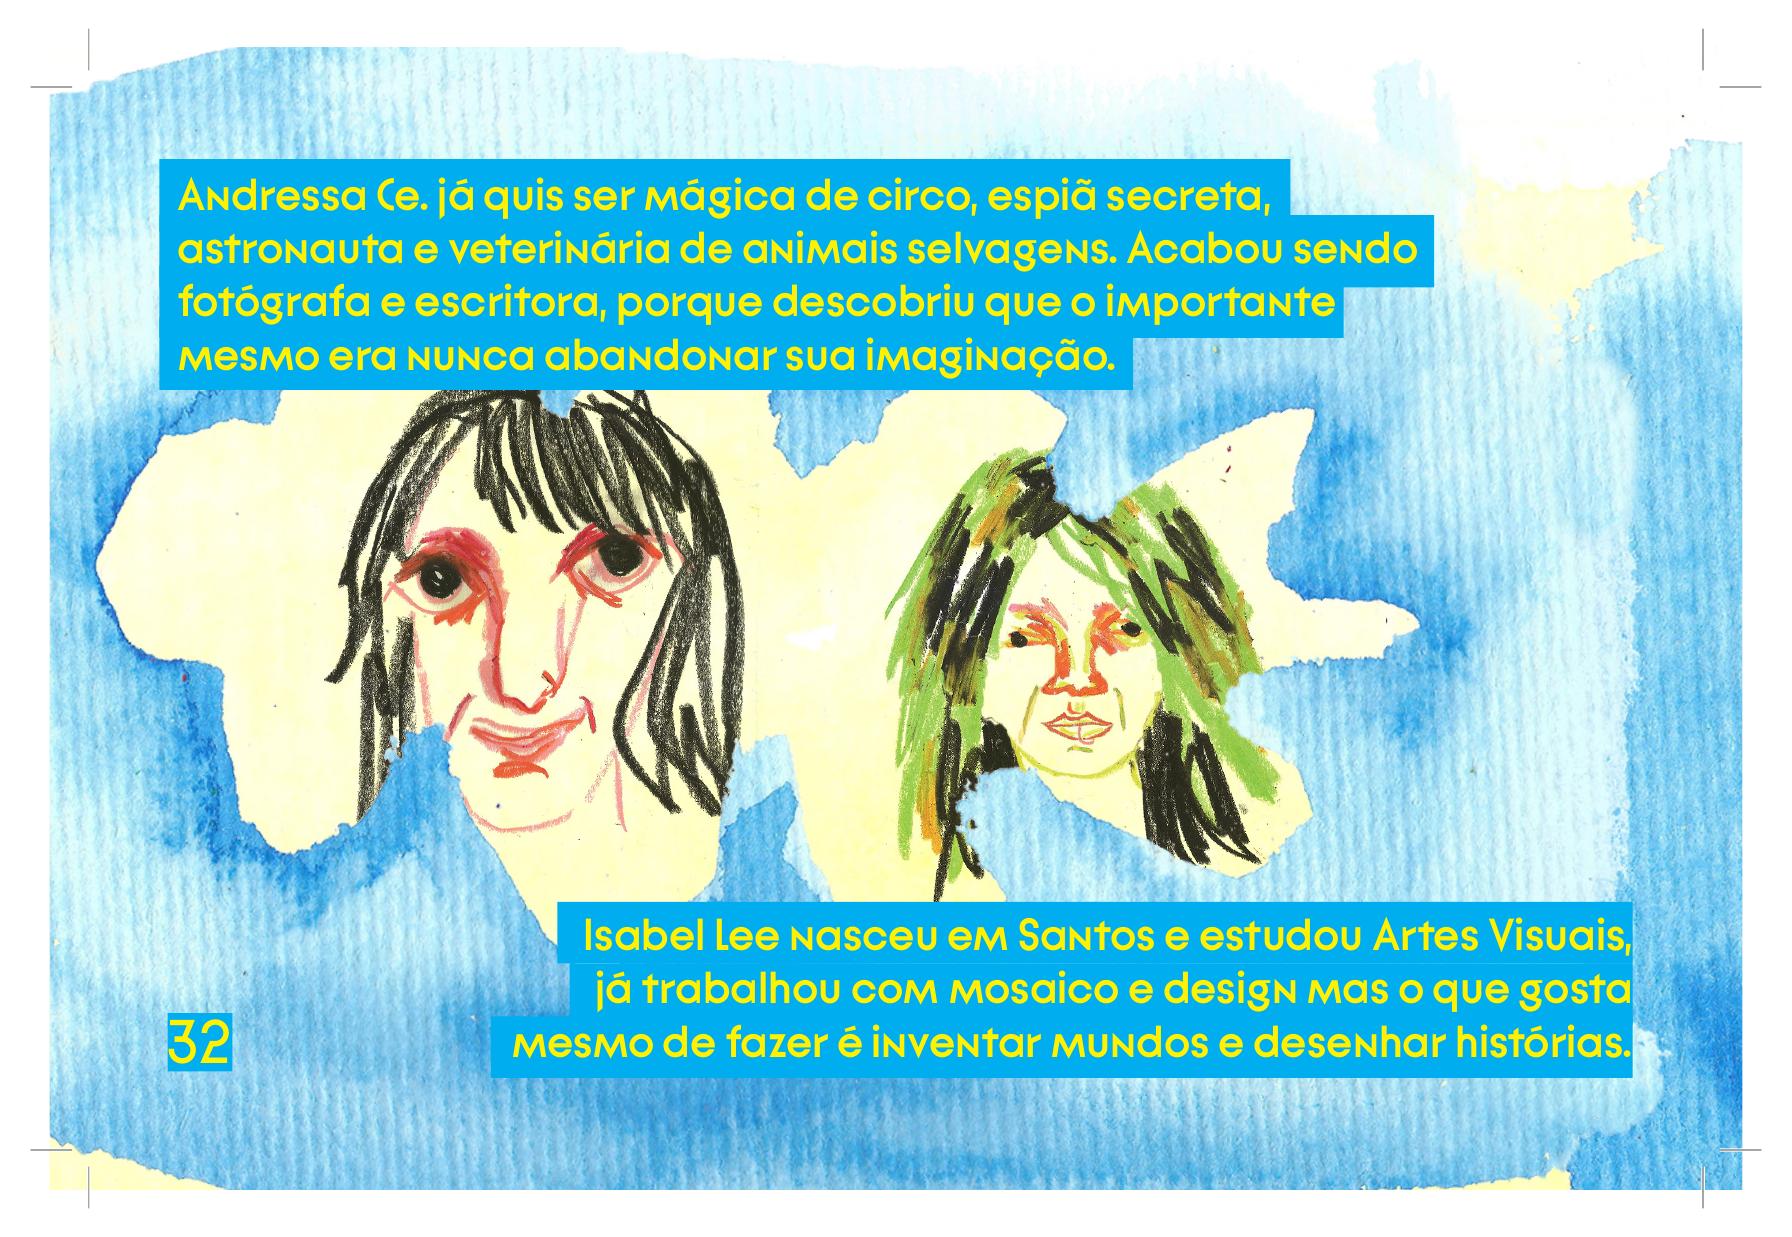 Andressa Ce. já quis ser mágica de circo, espiã secreta,
astronauta e veterinária de animais selvagens. Acabou sendo
fotógrafa e escritora, porque descobriu que o importante
mesmo era nunca abandonar sua imaginação.
Isabel Lee nasceu em Santos e estudou Artes Visuais,
já trabalhou com mosaico e design mas o que gosta
mesmo de fazer é inventar mundos e desenhar histórias.
32